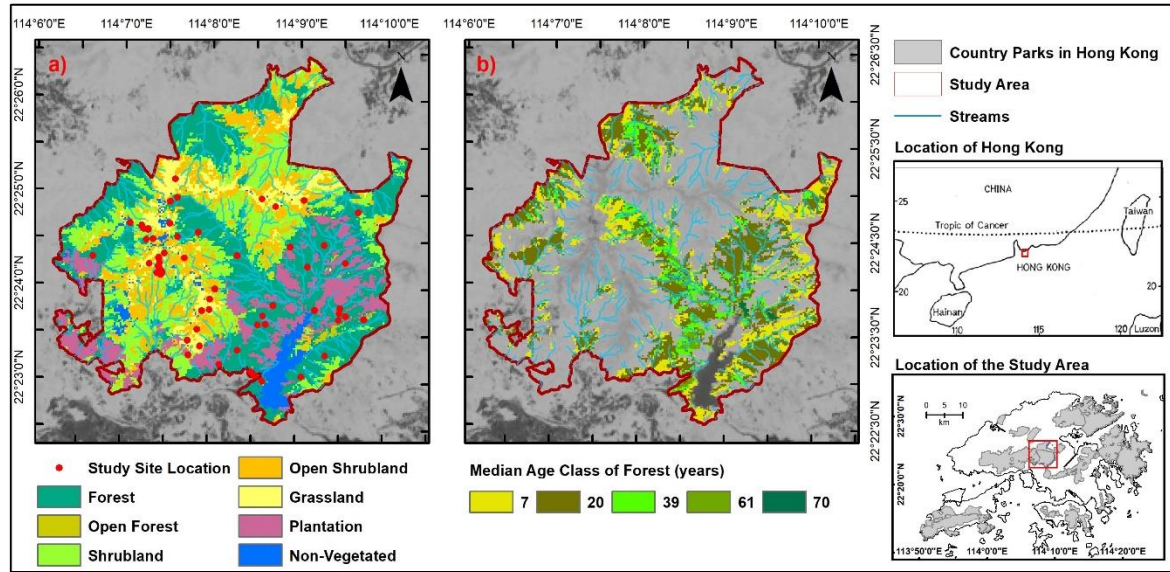 114°6'0"E 114°7'0"E 114°8'0"E 114°9'0"E 114°10'0"E
114°6'0"E 114°7'0"E 114°8'0"E 114°9'0"E 114°10'0"E
a)
b)
22°26'0"N
22°25'0"N
22°24'0"N
22°23'0"N
22°26'30"N
22°25'30"N
22°24'30"N
22°23'30"N
22°22'30"N
Study Site Location
Forest
Open Forest
Shrubland
Open Shrubland
Grassland
Plantation
Non-Vegetated
Median Age Class of Forest (years)
7 20 39 61 70
Country Parks in Hong Kong
Study Area
Streams
Location of Hong Kong
CHINA
25
Taiwan
Tropic of Cancer
HONG KONG
20
20
Hainan
Luzon
110 115 120
Location of the Study Area
0 5 10
km
22°30'0"N
22°20'0"N
113°50'0"E 114°0'0"E 114°10'0"E 114°20'0"E